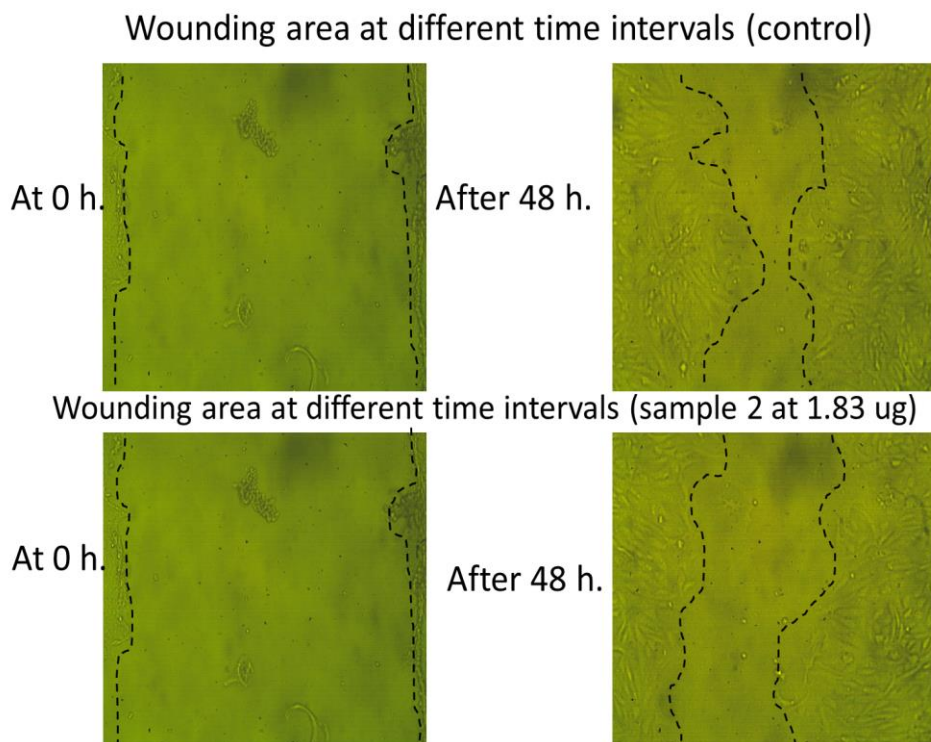 Wounding area at different time intervals (control)
At 0 h.
After 48 h.
Wounding area at different time intervals (sample 2 at 1.83 ug)
At 0 h.
After 48 h.